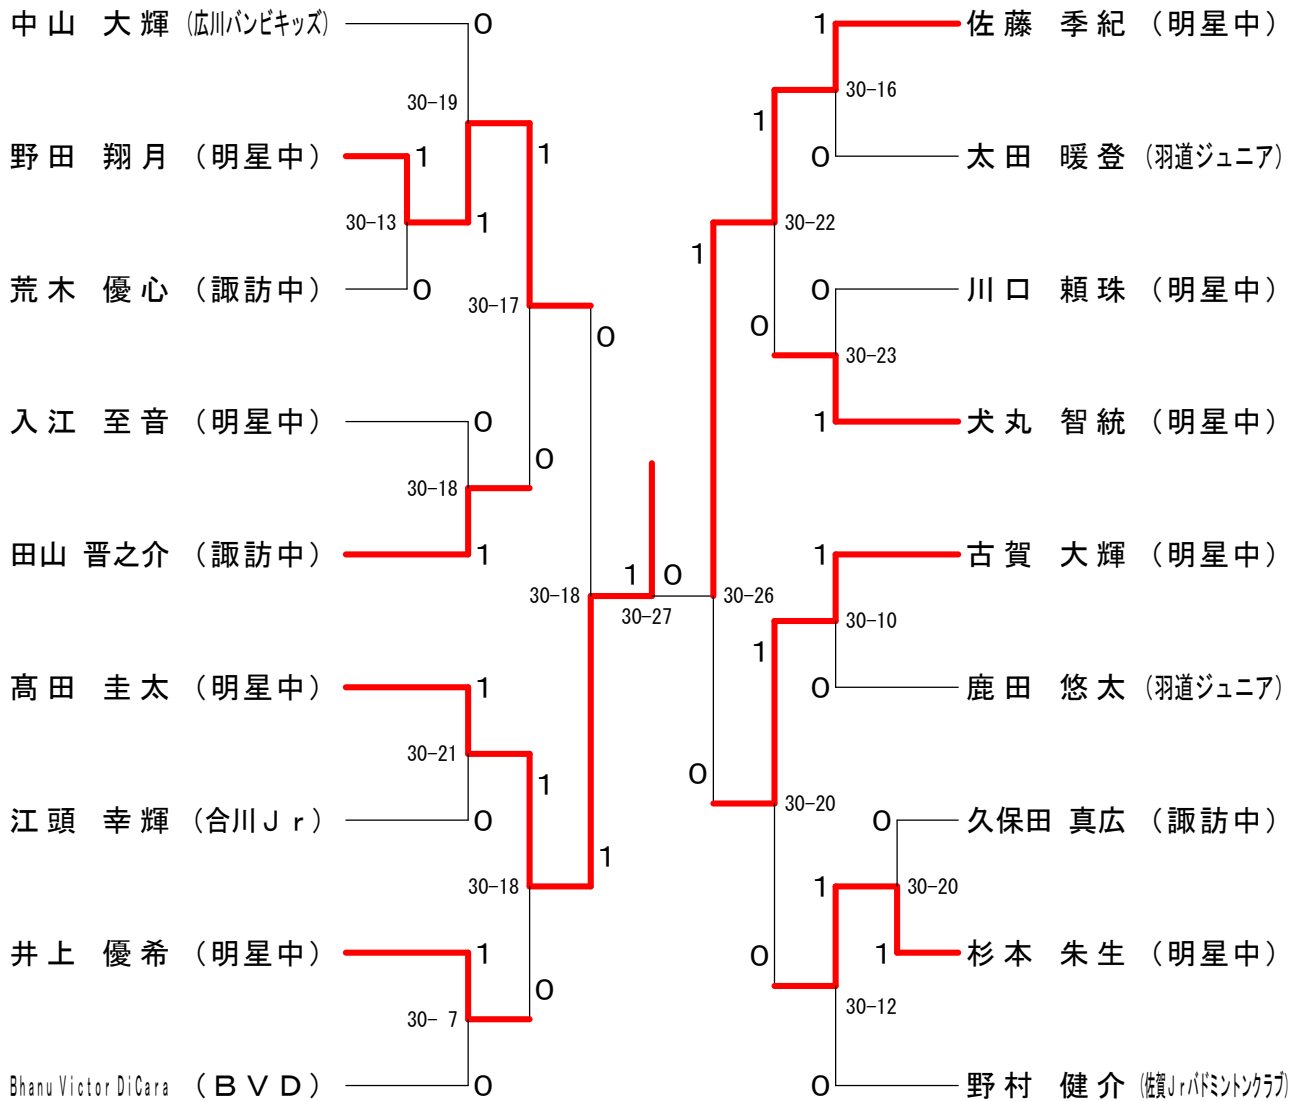 中山 大輝 (広川バンビキッズ) 0
1 佐藤 季紀 (明星中)
30-19
30-16
野田 翔月 (明星中) 1
1
1
0 太田 暖登 (羽道ジュニア)
30-13
1
30-22
1
荒木 優心 (諏訪中) 0
30-17
0 川口 頼珠 (明星中)
0
0
30-23
入江 至音 (明星中) 0
1 犬丸 智統 (明星中)
0
30-18
田山 晋之介 (諏訪中) 1
1 古賀 大輝 (明星中)
30-18
1
0
30-26
30-27
30-10
1
髙田 圭太 (明星中) 1
0 鹿田 悠太 (羽道ジュニア)
30-21
1
0
30-20
江頭 幸輝 (合川Jr) 0
0 久保田 真広 (諏訪中)
1
30-18
1
30-20
井上 優希 (明星中) 1
0
1 杉本 朱生 (明星中)
0
30- 7
30-12
Bhanu Victor DiCara (BVD) 0
0 野村 健介 (佐賀Jrバドミントンクラブ)